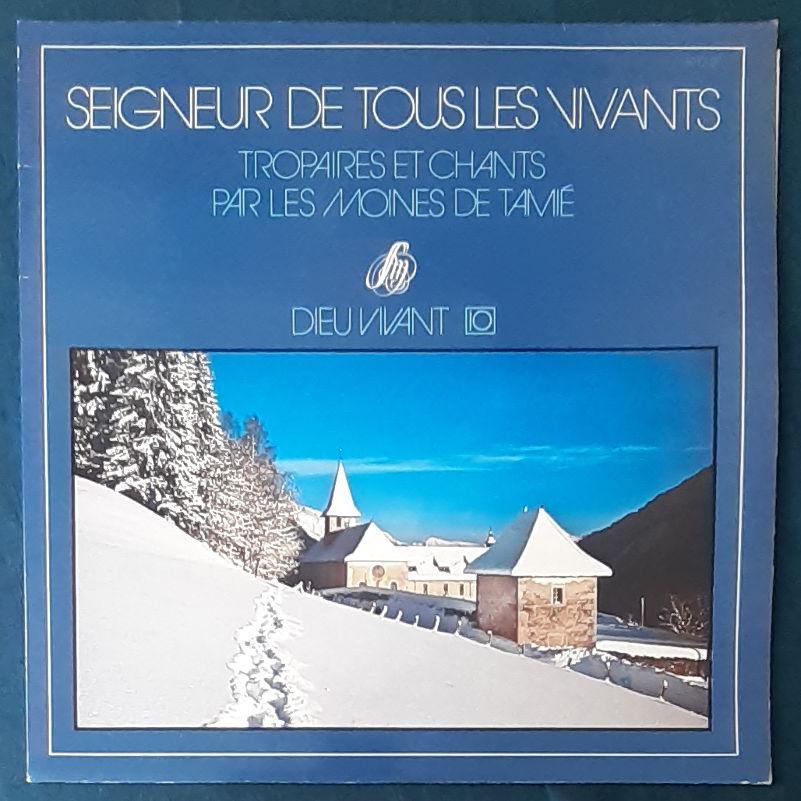 SEIGNEUR DE TOUS LES VIVANTS
TROPAIRES ET CHANTS
PAR LES MOINES DE TAMIÉ
DIEU VIVANT 10